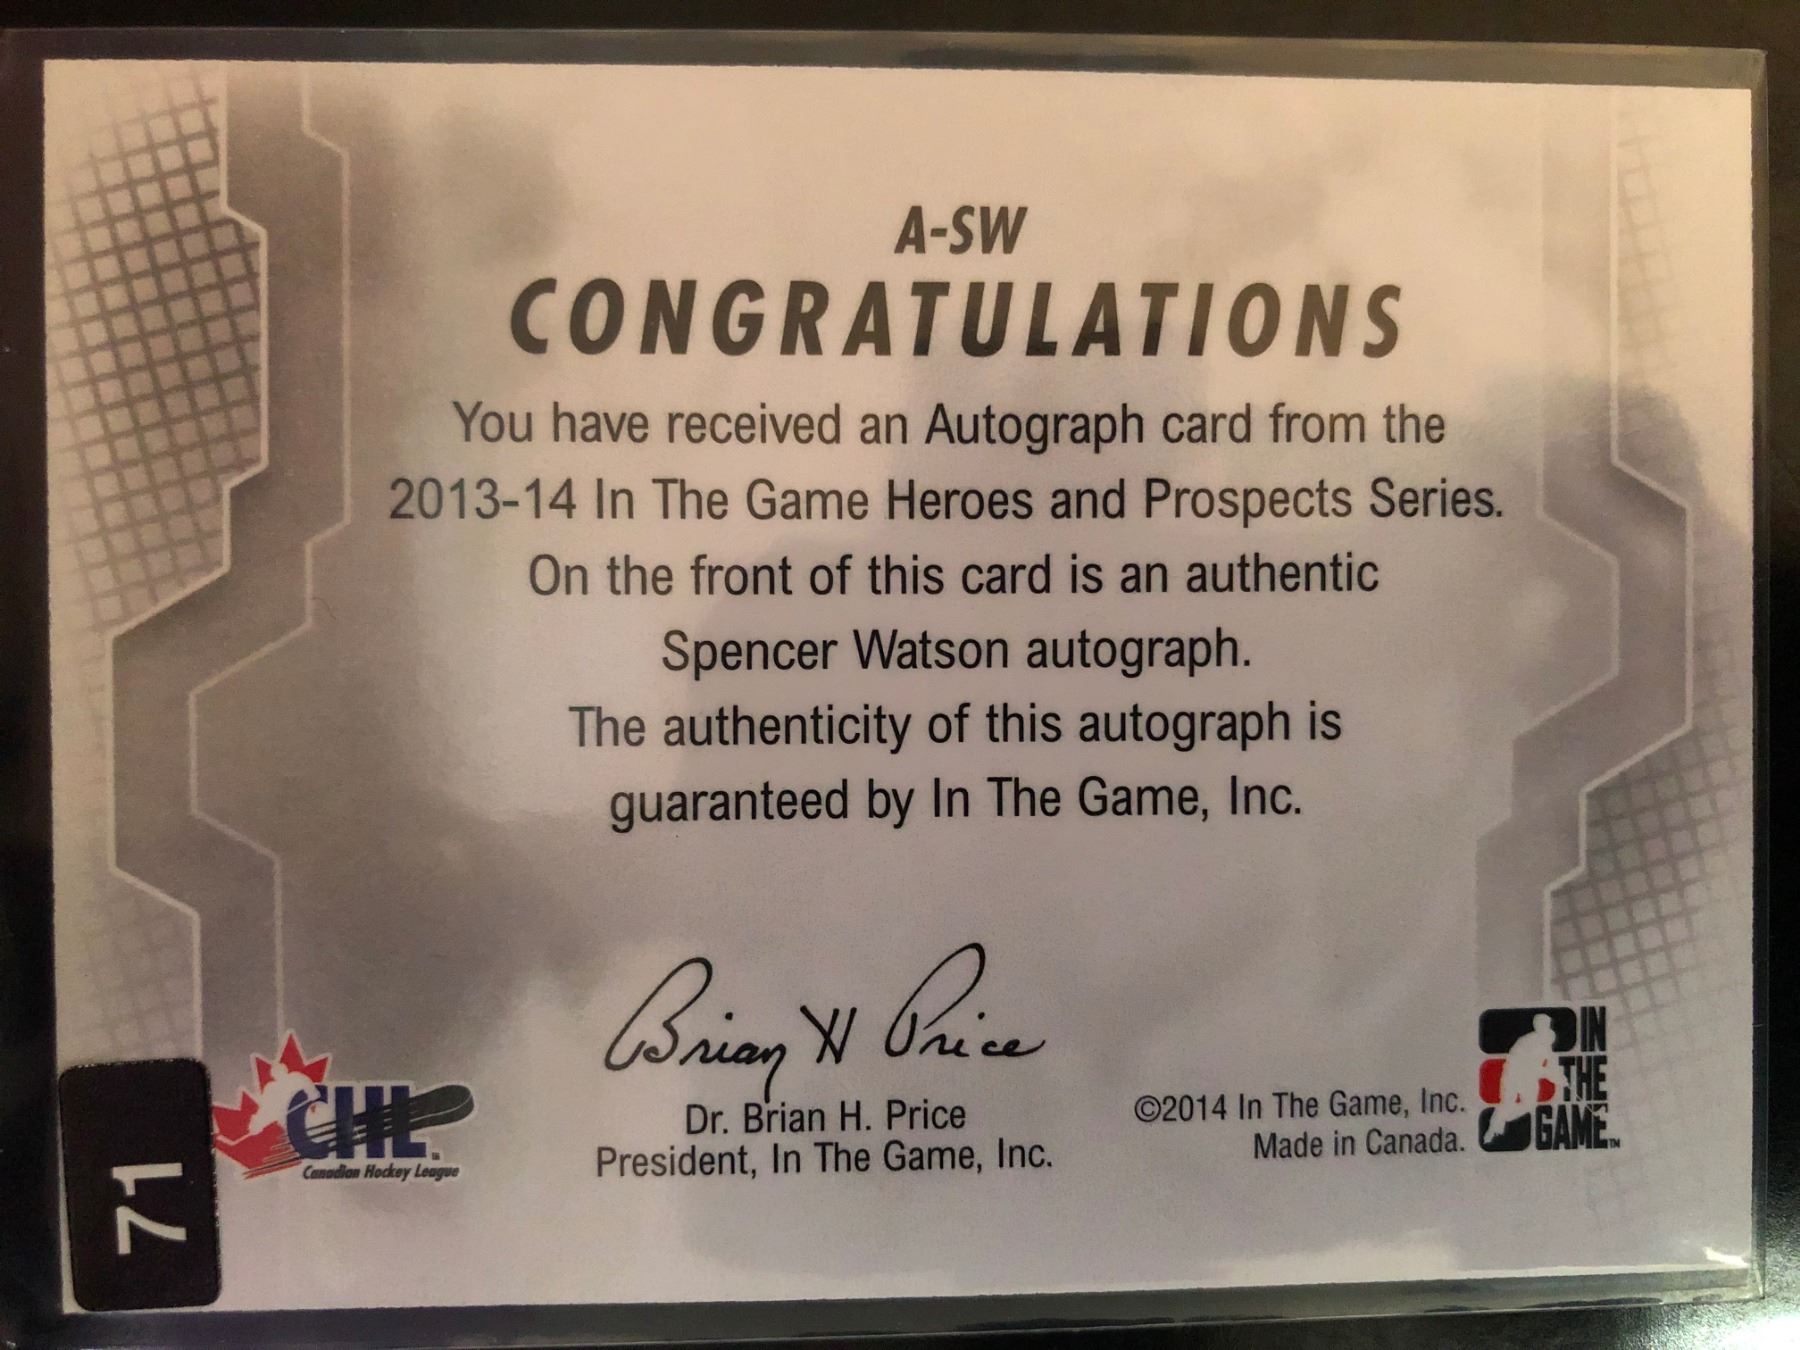 A-SW
CONGRATULATIONS
You have received an Autograph card from the
2013-14 In The Game Heroes and Prospects Series.
On the front of this card is an authentic
Spencer Watson autograph.
The authenticity of this autograph is
guaranteed by In The Game, Inc.
Brian H Price
Dr. Brian H. Price
President, In The Game, Inc.
CHL
Canadian Hockey League
©2014 In The Game, Inc.
Made in Canada.
IN
THE
GAME™
71